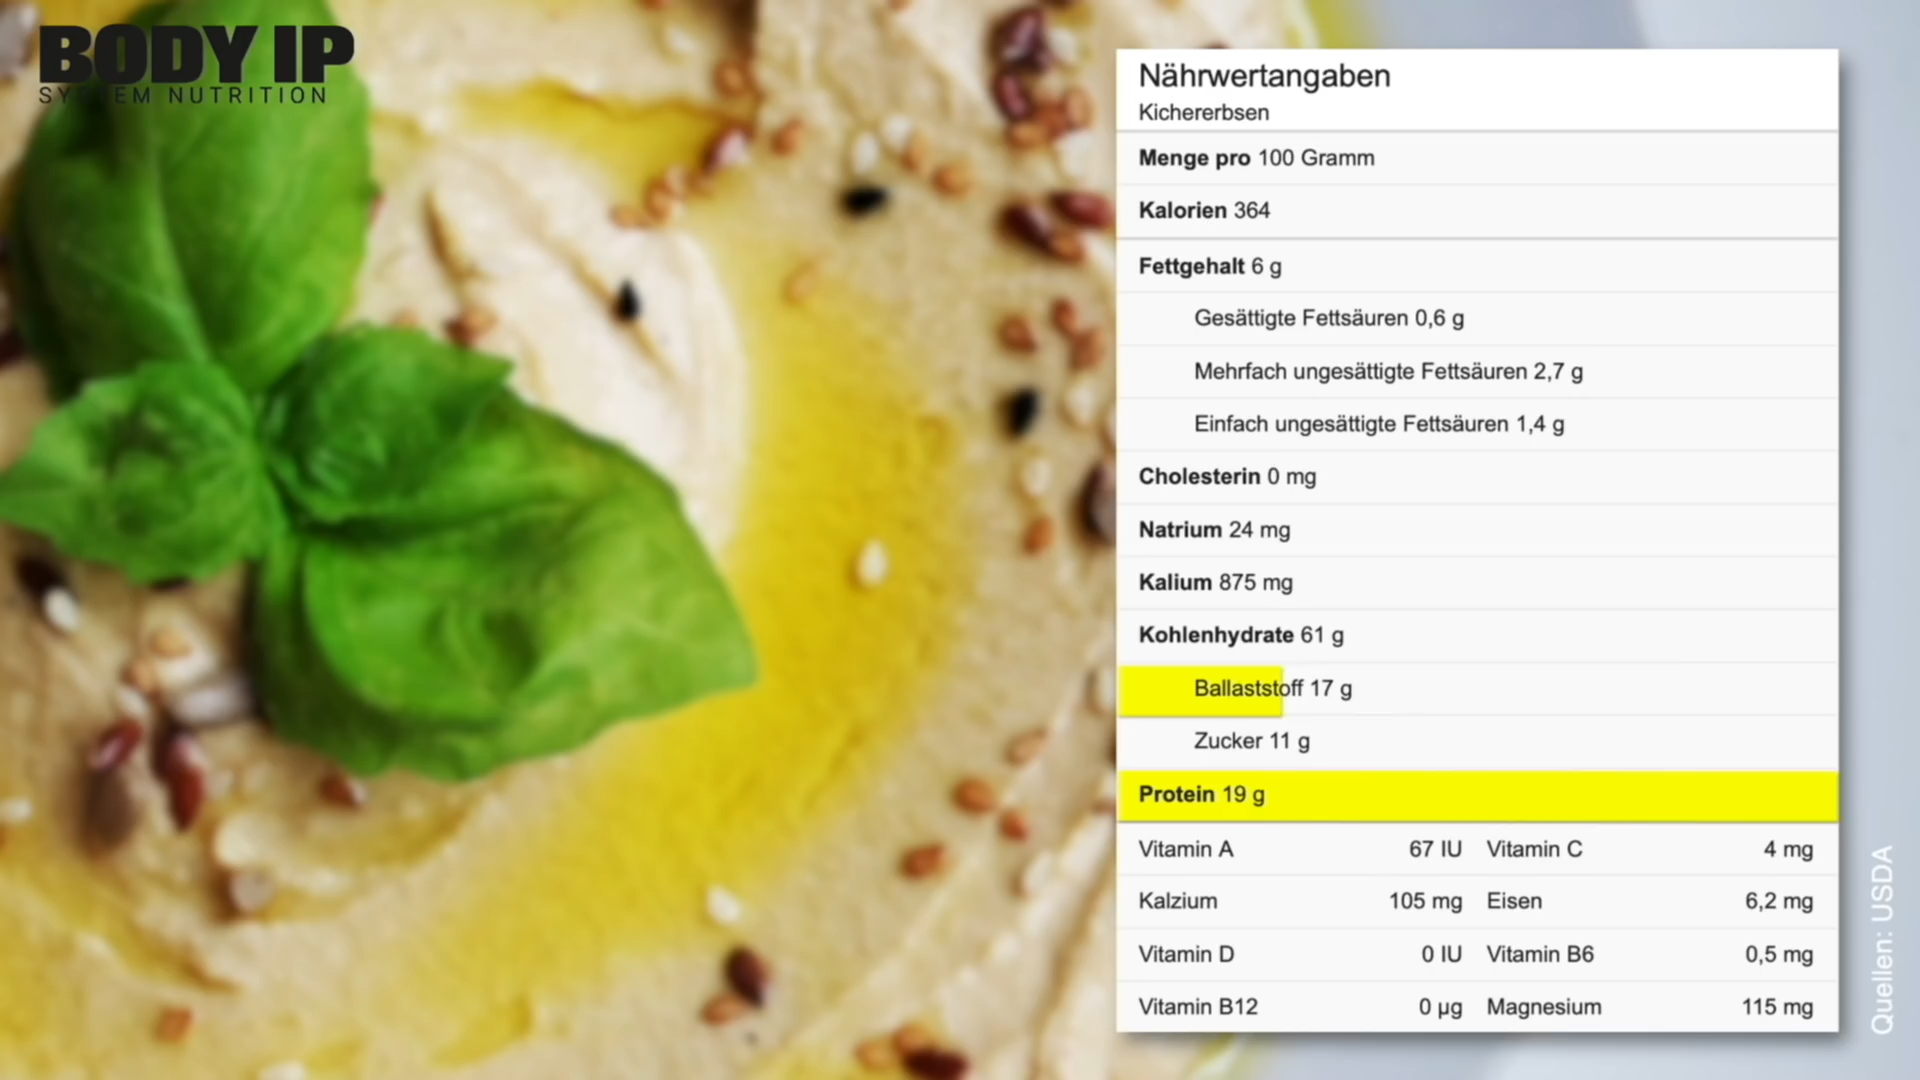 BODY IP
SYSTEM NUTRITION
Nährwertangaben
Kichererbsen
Menge pro 100 Gramm
Kalorien 364
Fettgehalt 6 g
Gesättigte Fettsäuren 0,6 g
Mehrfach ungesättigte Fettsäuren 2,7 g
Einfach ungesättigte Fettsäuren 1,4 g
Cholesterin 0 mg
Natrium 24 mg
Kalium 875 mg
Kohlenhydrate 61 g
Ballaststoff 17 g
Zucker 11 g
Protein 19 g
Vitamin A 67 IU Vitamin C 4 mg
Kalzium 105 mg Eisen 6,2 mg
Vitamin D 0 IU Vitamin B6 0,5 mg
Vitamin B12 0 µg Magnesium 115 mg
Quellen: USDA